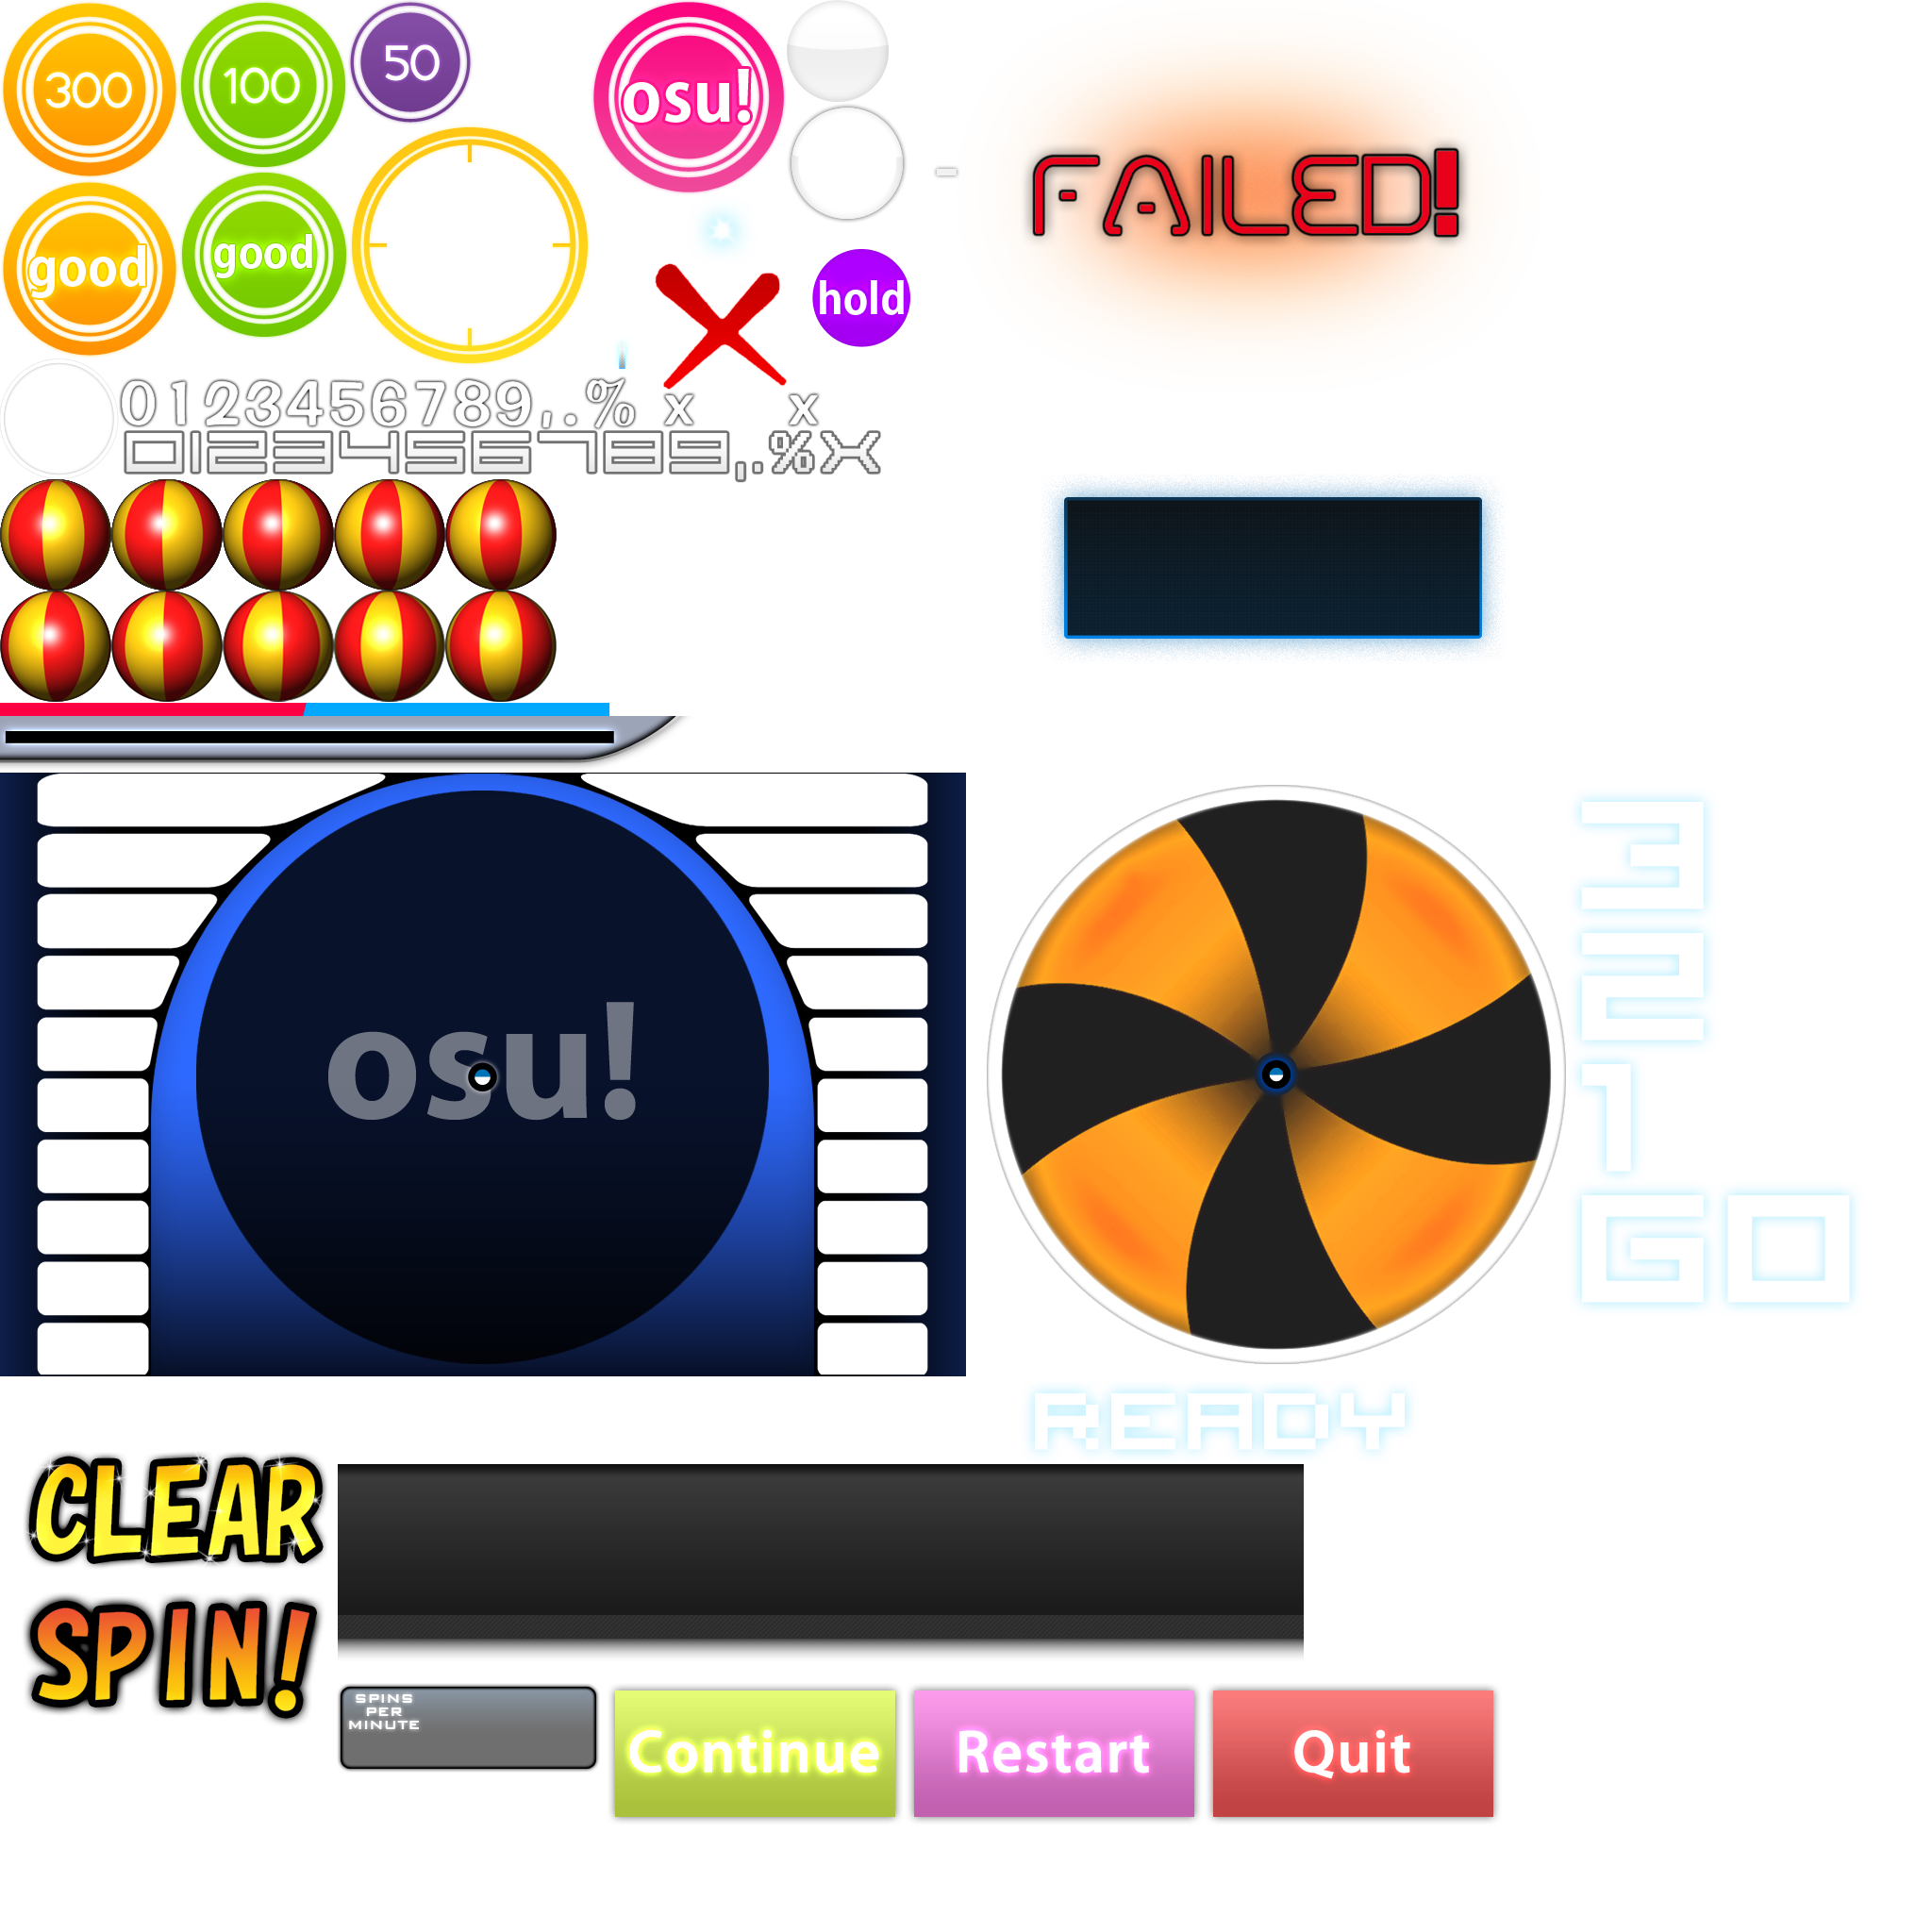 300
100
50
osu!
FAILED!
good
good
hold
0123456789,.% x x
0123456789,.%X
osu!
3
2
1
GO
READY
CLEAR
SPIN!
SPINS
PER
MINUTE
Continue
Restart
Quit